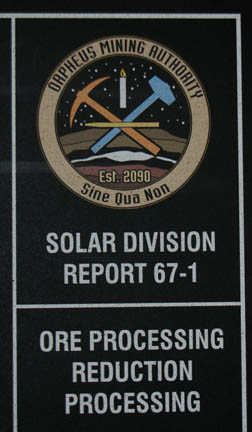 ORPHEUS MINING AUTHORITY
Est. 2090
Sine Qua Non
SOLAR DIVISION
REPORT 67-1
ORE PROCESSING
REDUCTION
PROCESSING